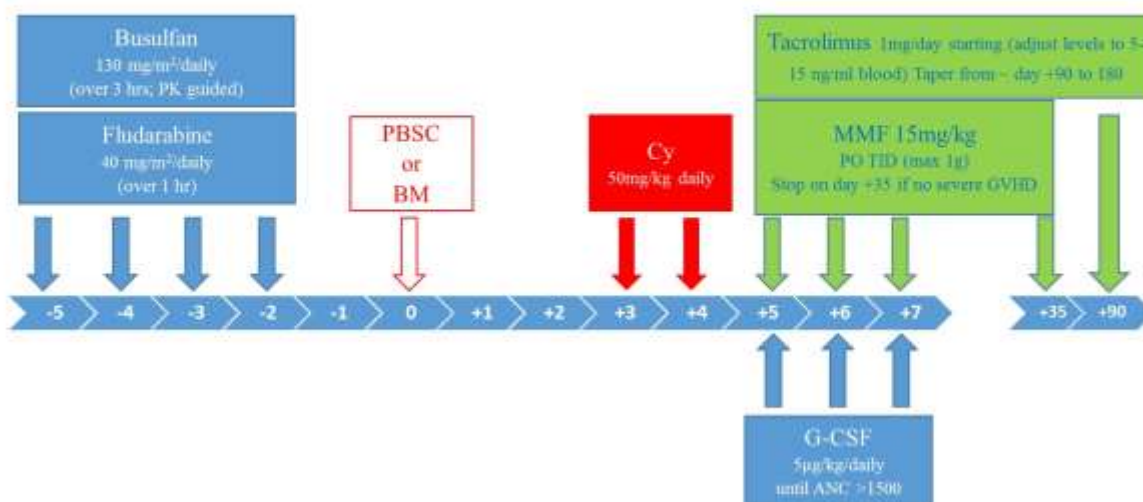 Busulfan
130 mg/m²/daily
(over 3 hrs; PK guided)
Fludarabine
40 mg/m²/daily
(over 1 hr)
PBSC
or
BM
Cy
50mg/kg daily
Tacrolimus 1mg/day starting (adjust levels to 5-
15 ng/ml blood) Taper from ~ day +90 to 180
MMF 15mg/kg
PO TID (max 1g)
Stop on day +35 if no severe GVHD
-5 -4 -3 -2 -1 0 +1 +2 +3 +4 +5 +6 +7 +35 +90
G-CSF
5µg/kg/daily
until ANC >1500